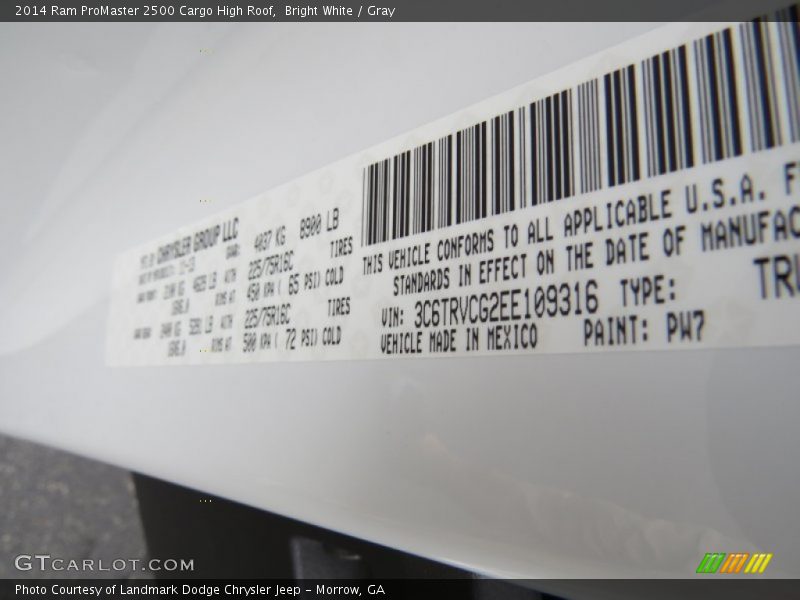 2014 Ram ProMaster 2500 Cargo High Roof, Bright White / Gray
MFD BY CHRYSLER GROUP LLC
4037 KG 8900 LB
225/75R16C TIRES
450 KPA ( 65 PSI) COLD
225/75R16C TIRES
500 KPA ( 72 PSI) COLD
THIS VEHICLE CONFORMS TO ALL APPLICABLE U.S.A. F
STANDARDS IN EFFECT ON THE DATE OF MANUFAC
VIN: 3C6TRVCG2EE109316 TYPE: TRU
VEHICLE MADE IN MEXICO PAINT: PW7
GTCARLOT.COM
Photo Courtesy of Landmark Dodge Chrysler Jeep – Morrow, GA